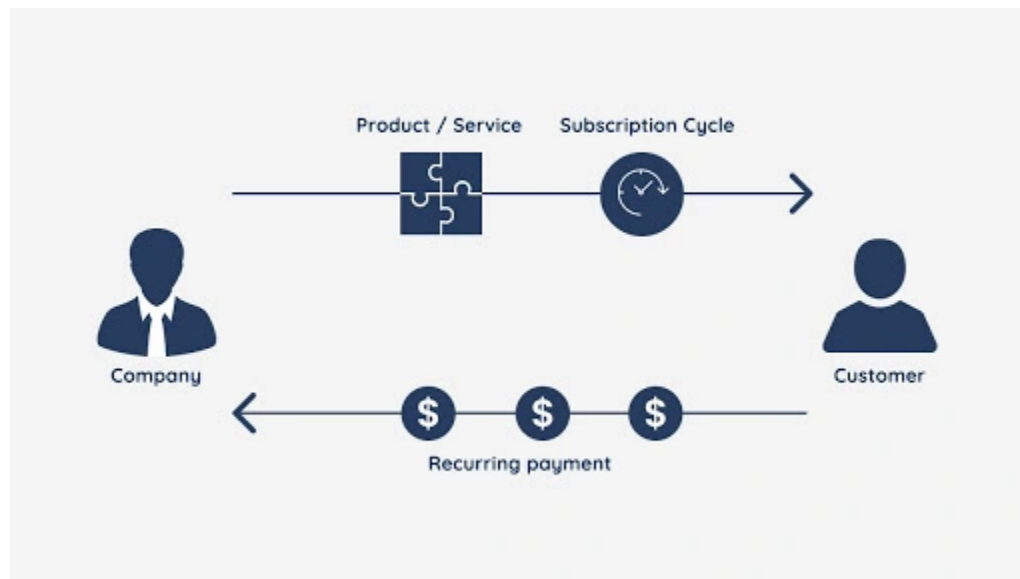 Product / Service
Subscription Cycle
Company
Customer
$ $ $
Recurring payment